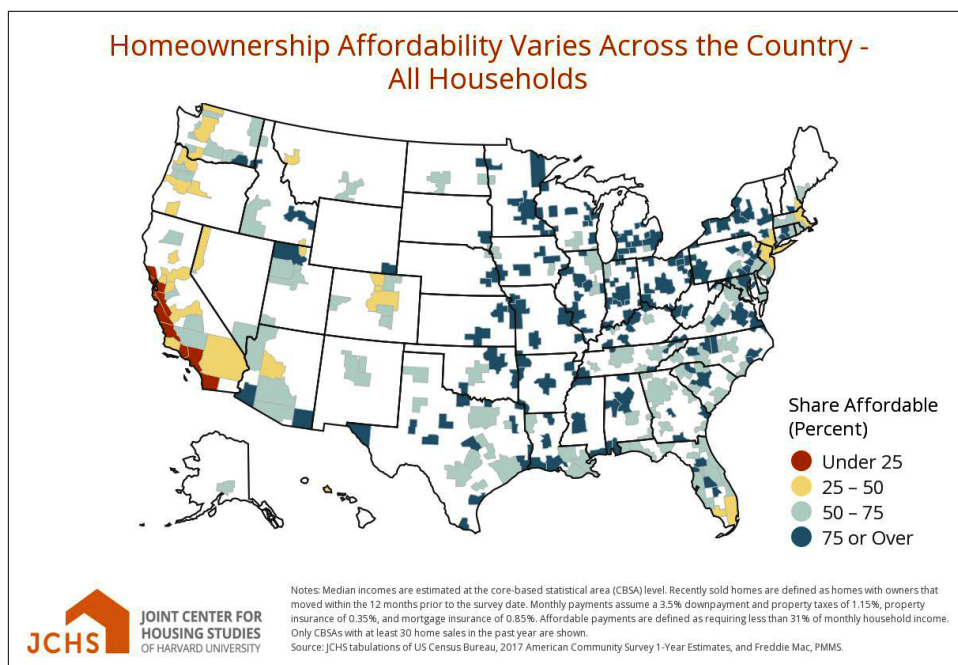 Homeownership Affordability Varies Across the Country -
All Households
Share Affordable
(Percent)
Under 25
25 – 50
50 – 75
75 or Over
JCHS
JOINT CENTER FOR
HOUSING STUDIES
OF HARVARD UNIVERSITY
Notes: Median incomes are estimated at the core-based statistical area (CBSA) level. Recently sold homes are defined as homes with owners that
moved within the 12 months prior to the survey date. Monthly payments assume a 3.5% downpayment and property taxes of 1.15%, property
insurance of 0.35%, and mortgage insurance of 0.85%. Affordable payments are defined as requiring less than 31% of monthly household income.
Only CBSAs with at least 30 home sales in the past year are shown.
Source: JCHS tabulations of US Census Bureau, 2017 American Community Survey 1-Year Estimates, and Freddie Mac, PMMS.